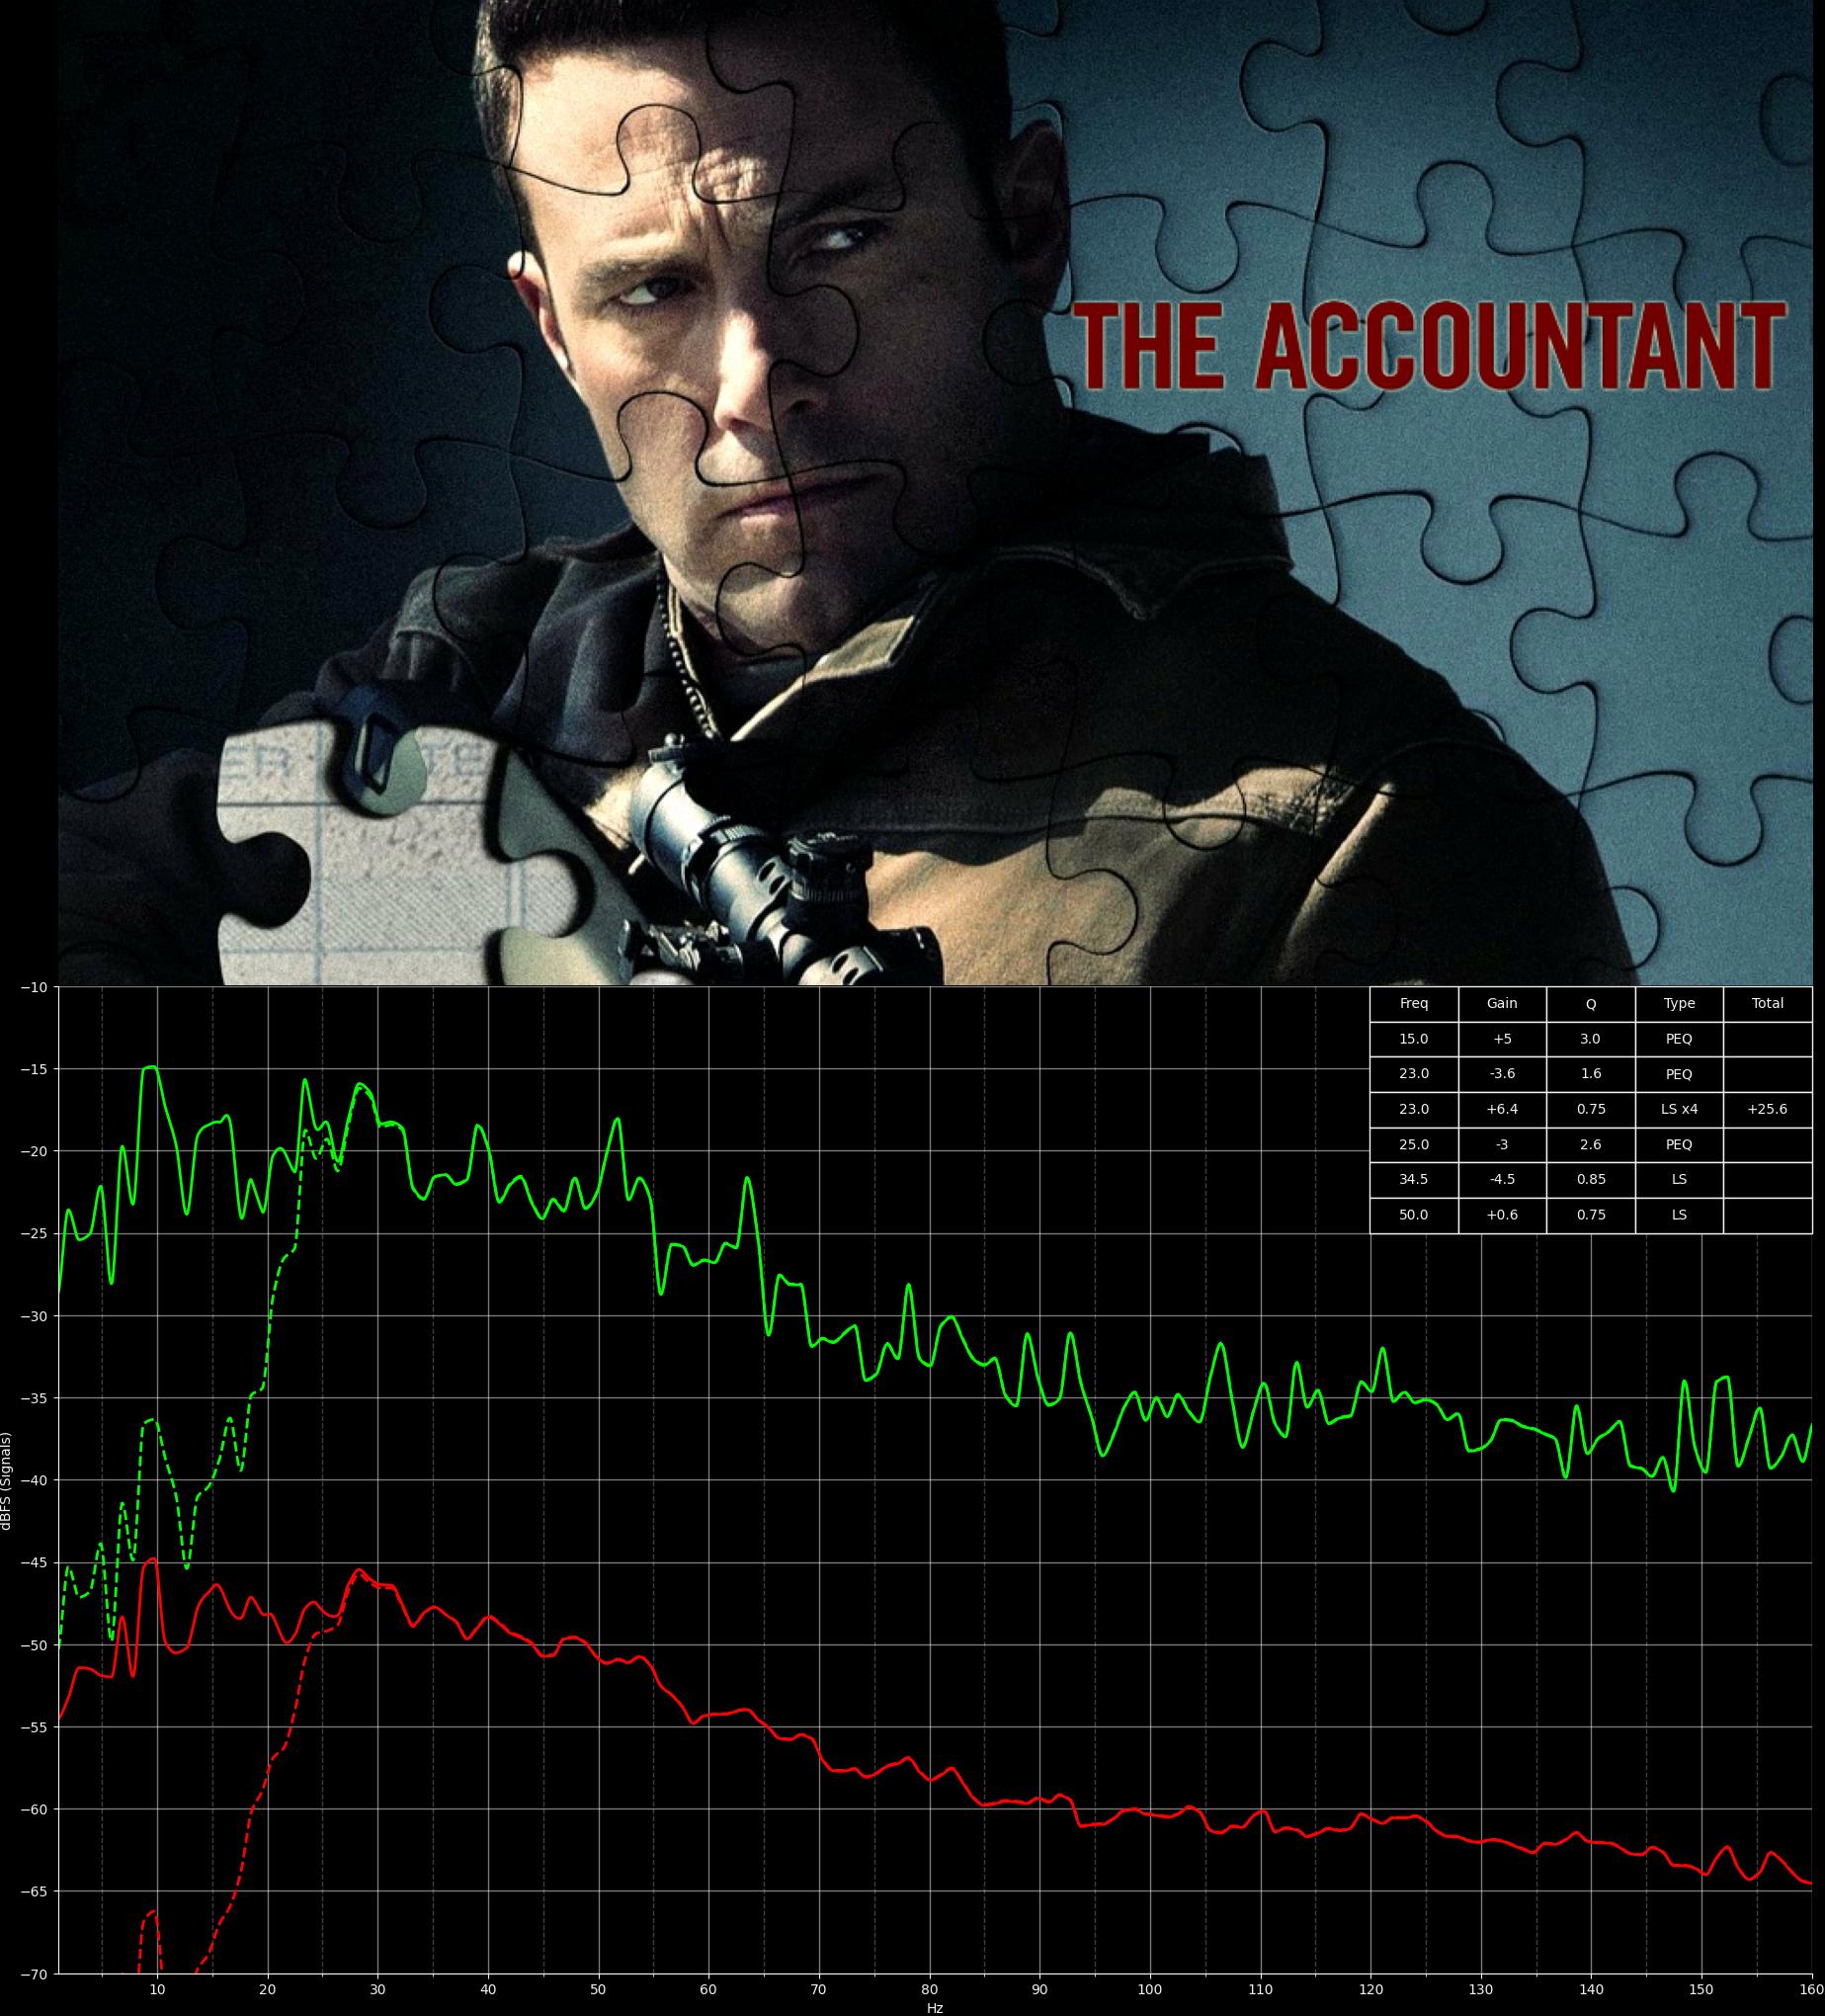 THE ACCOUNTANT
Freq Gain Q Type Total
15.0 +5 3.0 PEQ
23.0 -3.6 1.6 PEQ
23.0 +6.4 0.75 LS x4 +25.6
25.0 -3 2.6 PEQ
34.5 -4.5 0.85 LS
50.0 +0.6 0.75 LS
−10
−15
−20
−25
−30
−35
−40
−45
−50
−55
−60
−65
−70
dBFS (Signals)
10 20 30 40 50 60 70 80 90 100 110 120 130 140 150 160
Hz